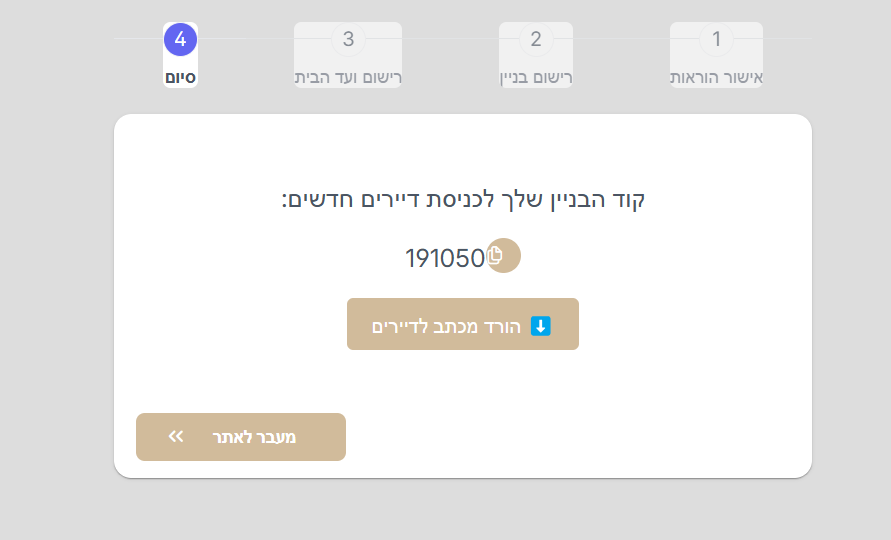 1
אישור הוראות
2
רישום בניין
3
רישום ועד הבית
4
סיום
קוד הבניין שלך לכניסת דיירים חדשים:
191050
הורד מכתב לדיירים
מעבר לאתר